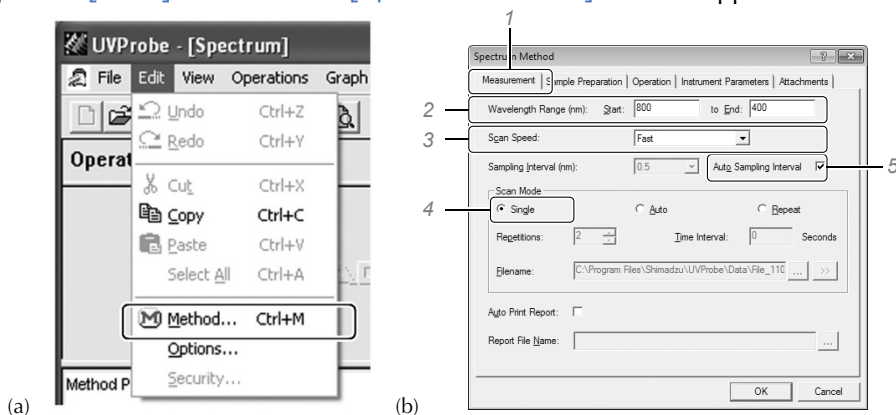 1
UVProbe - [Spectrum]
File Edit View Operations Graph
Undo Ctrl+Z
Redo Ctrl+Y
Operat
Cut Ctrl+X
Copy Ctrl+C
Paste Ctrl+V
Select All Ctrl+A
Method... Ctrl+M
Options...
Security...
Method P
(a)
Spectrum Method
Measurement Sample Preparation Operation Instrument Parameters Attachments
2 Wavelength Range (nm): Start: 800 to End: 400
3 Scan Speed: Fast
Sampling Interval (nm): 0.5 Auto Sampling Interval 5
Scan Mode
4 Single Auto Repeat
Repetitions: 2 Time Interval: 0 Seconds
Filename: C:\Program Files\Shimadzu\UVProbe\Data\File_110 ... >>
Auto Print Report:
Report File Name: ...
OK Cancel
(b)